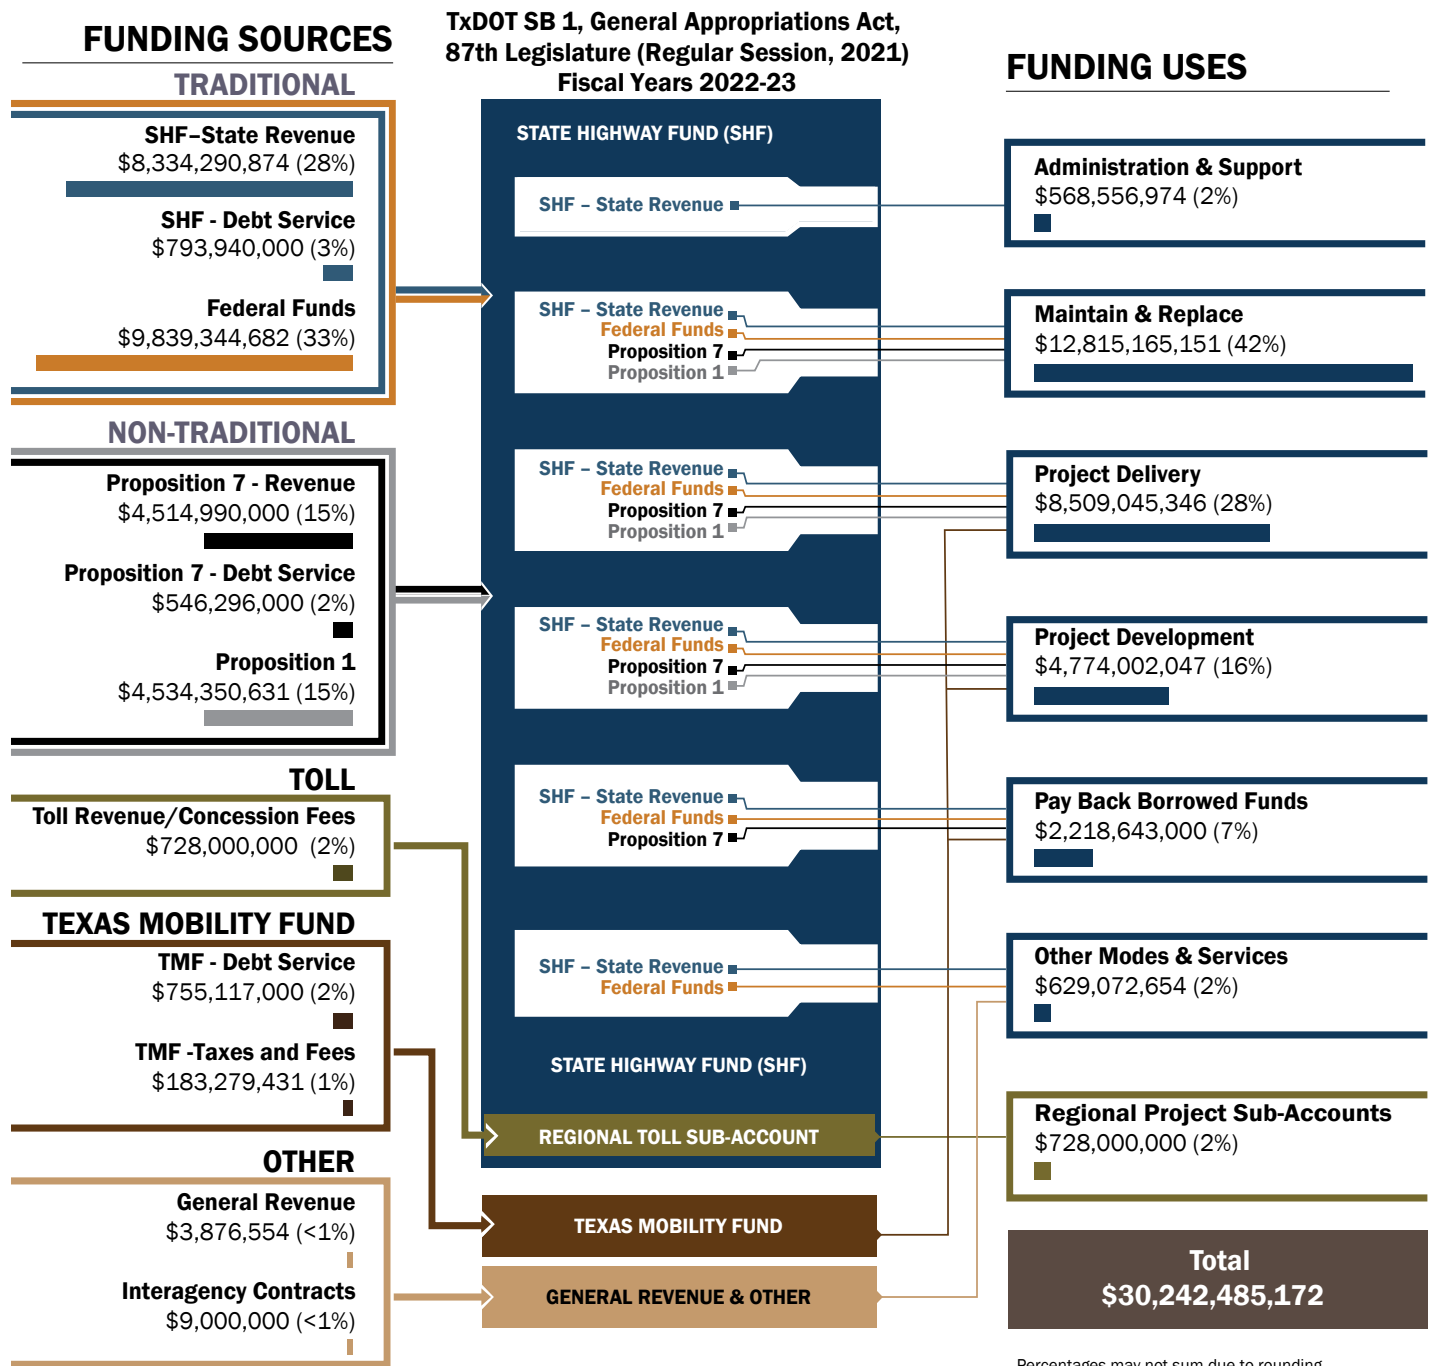 TxDOT SB 1, General Appropriations Act,
87th Legislature (Regular Session, 2021)
Fiscal Years 2022-23
FUNDING SOURCES
TRADITIONAL
SHF–State Revenue
$8,334,290,874 (28%)
SHF - Debt Service
$793,940,000 (3%)
Federal Funds
$9,839,344,682 (33%)
NON-TRADITIONAL
Proposition 7 - Revenue
$4,514,990,000 (15%)
Proposition 7 - Debt Service
$546,296,000 (2%)
Proposition 1
$4,534,350,631 (15%)
TOLL
Toll Revenue/Concession Fees
$728,000,000 (2%)
TEXAS MOBILITY FUND
TMF - Debt Service
$755,117,000 (2%)
TMF -Taxes and Fees
$183,279,431 (1%)
OTHER
General Revenue
$3,876,554 (<1%)
Interagency Contracts
$9,000,000 (<1%)
STATE HIGHWAY FUND (SHF)
SHF – State Revenue
SHF – State Revenue
Federal Funds
Proposition 7
Proposition 1
SHF – State Revenue
Federal Funds
Proposition 7
Proposition 1
SHF – State Revenue
Federal Funds
Proposition 7
Proposition 1
SHF – State Revenue
Federal Funds
Proposition 7
SHF – State Revenue
Federal Funds
STATE HIGHWAY FUND (SHF)
REGIONAL TOLL SUB-ACCOUNT
TEXAS MOBILITY FUND
GENERAL REVENUE & OTHER
FUNDING USES
Administration & Support
$568,556,974 (2%)
Maintain & Replace
$12,815,165,151 (42%)
Project Delivery
$8,509,045,346 (28%)
Project Development
$4,774,002,047 (16%)
Pay Back Borrowed Funds
$2,218,643,000 (7%)
Other Modes & Services
$629,072,654 (2%)
Regional Project Sub-Accounts
$728,000,000 (2%)
Total
$30,242,485,172
Percentages may not sum due to rounding